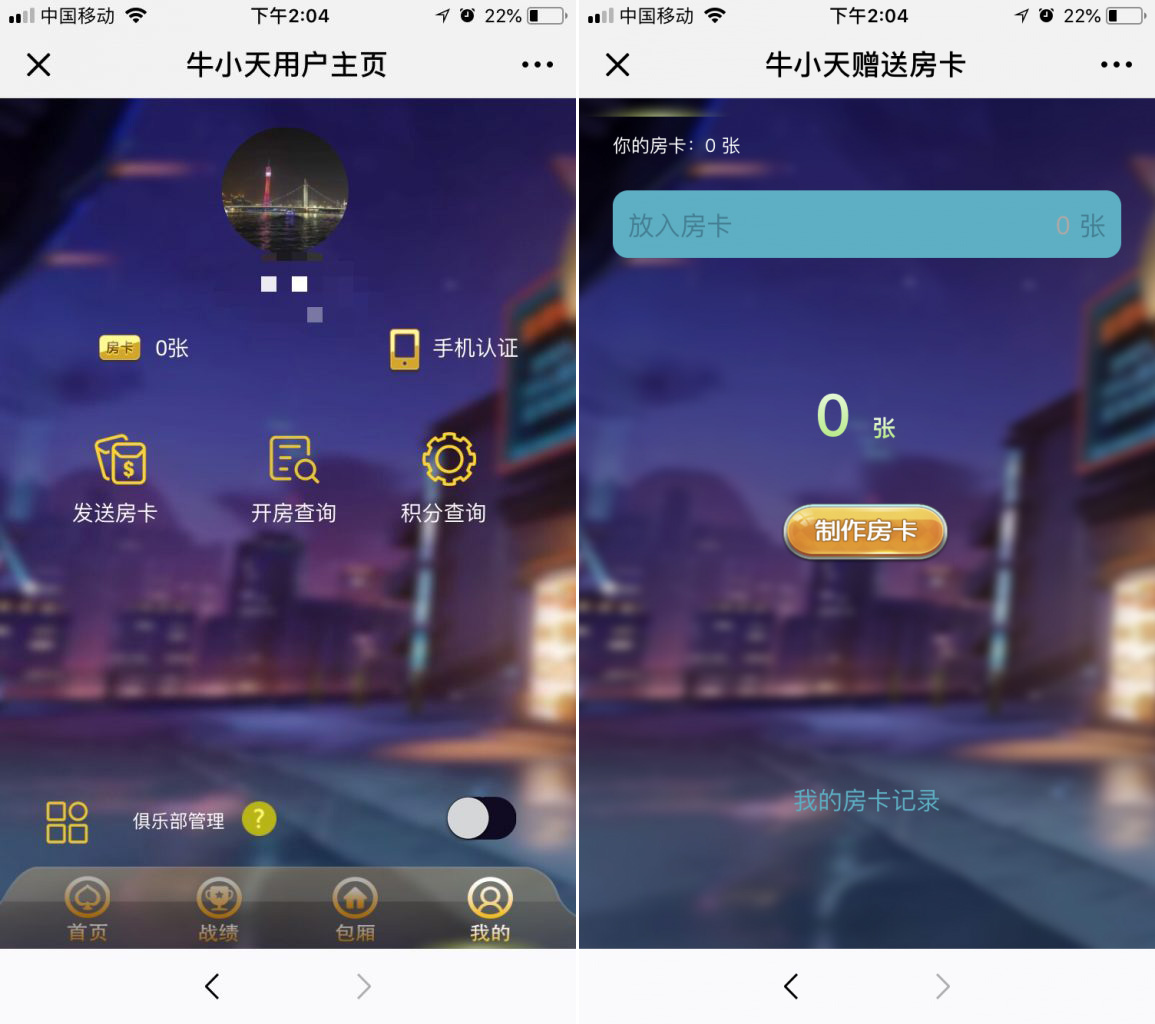 中国移动 下午2:04 22%
牛小天用户主页
房卡 0张 手机认证
$
发送房卡 开房查询 积分查询
俱乐部管理 ?
首页 战绩 包厢 我的
中国移动 下午2:04 22%
牛小天赠送房卡
你的房卡：0 张
放入房卡 0 张
0 张
制作房卡
我的房卡记录